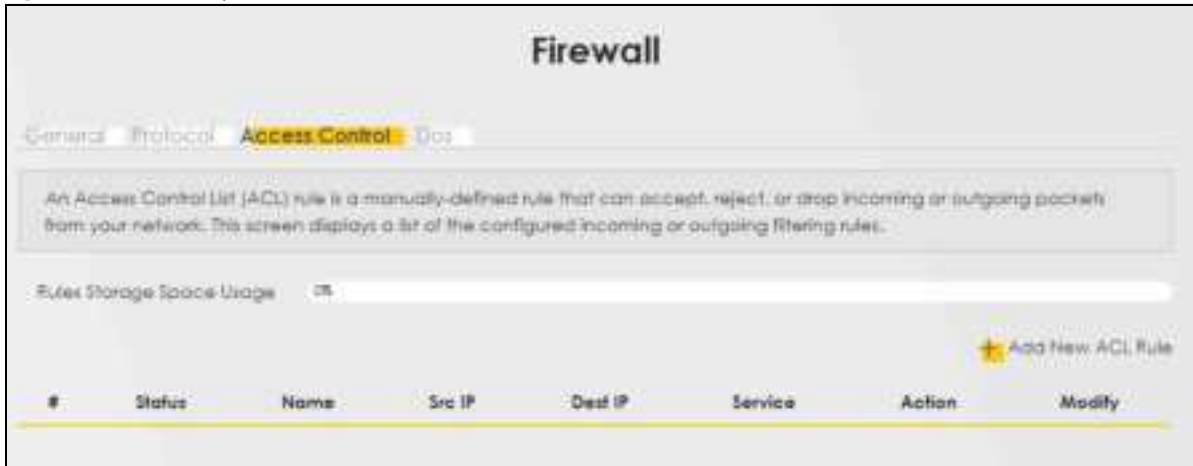 Firewall
General Protocol Access Control Dos
An Access Control List (ACL) rule is a manually-defined rule that can accept, reject, or drop incoming or outgoing packets
from your network. This screen displays a list of the configured incoming or outgoing filtering rules.
Rules Storage Space Usage 0%
+ Add New ACL Rule
# Status Name Src IP Dest IP Service Action Modify